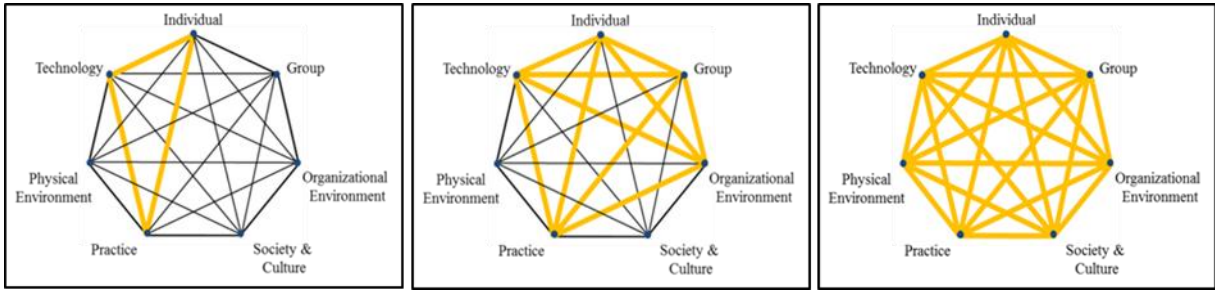 Individual
Technology
Group
Physical
Environment
Organizational
Environment
Practice
Society &
Culture
Individual
Technology
Group
Physical
Environment
Organizational
Environment
Practice
Society &
Culture
Individual
Technology
Group
Physical
Environment
Organizational
Environment
Practice
Society &
Culture